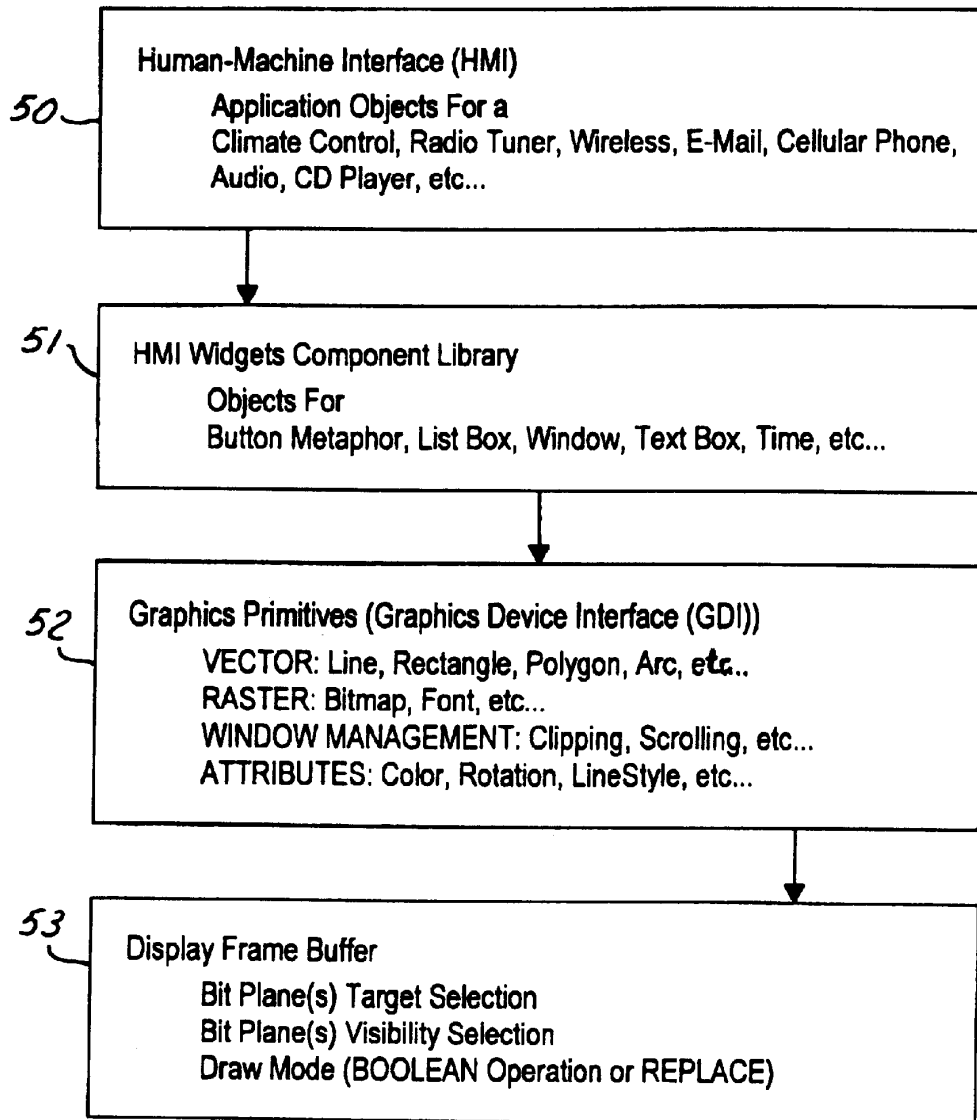 Human-Machine Interface (HMI)
50
Application Objects For a
Climate Control, Radio Tuner, Wireless, E-Mail, Cellular Phone,
Audio, CD Player, etc...
51
HMI Widgets Component Library
Objects For
Button Metaphor, List Box, Window, Text Box, Time, etc...
52
Graphics Primitives (Graphics Device Interface (GDI))
VECTOR: Line, Rectangle, Polygon, Arc, etc...
RASTER: Bitmap, Font, etc...
WINDOW MANAGEMENT: Clipping, Scrolling, etc...
ATTRIBUTES: Color, Rotation, LineStyle, etc...
53
Display Frame Buffer
Bit Plane(s) Target Selection
Bit Plane(s) Visibility Selection
Draw Mode (BOOLEAN Operation or REPLACE)